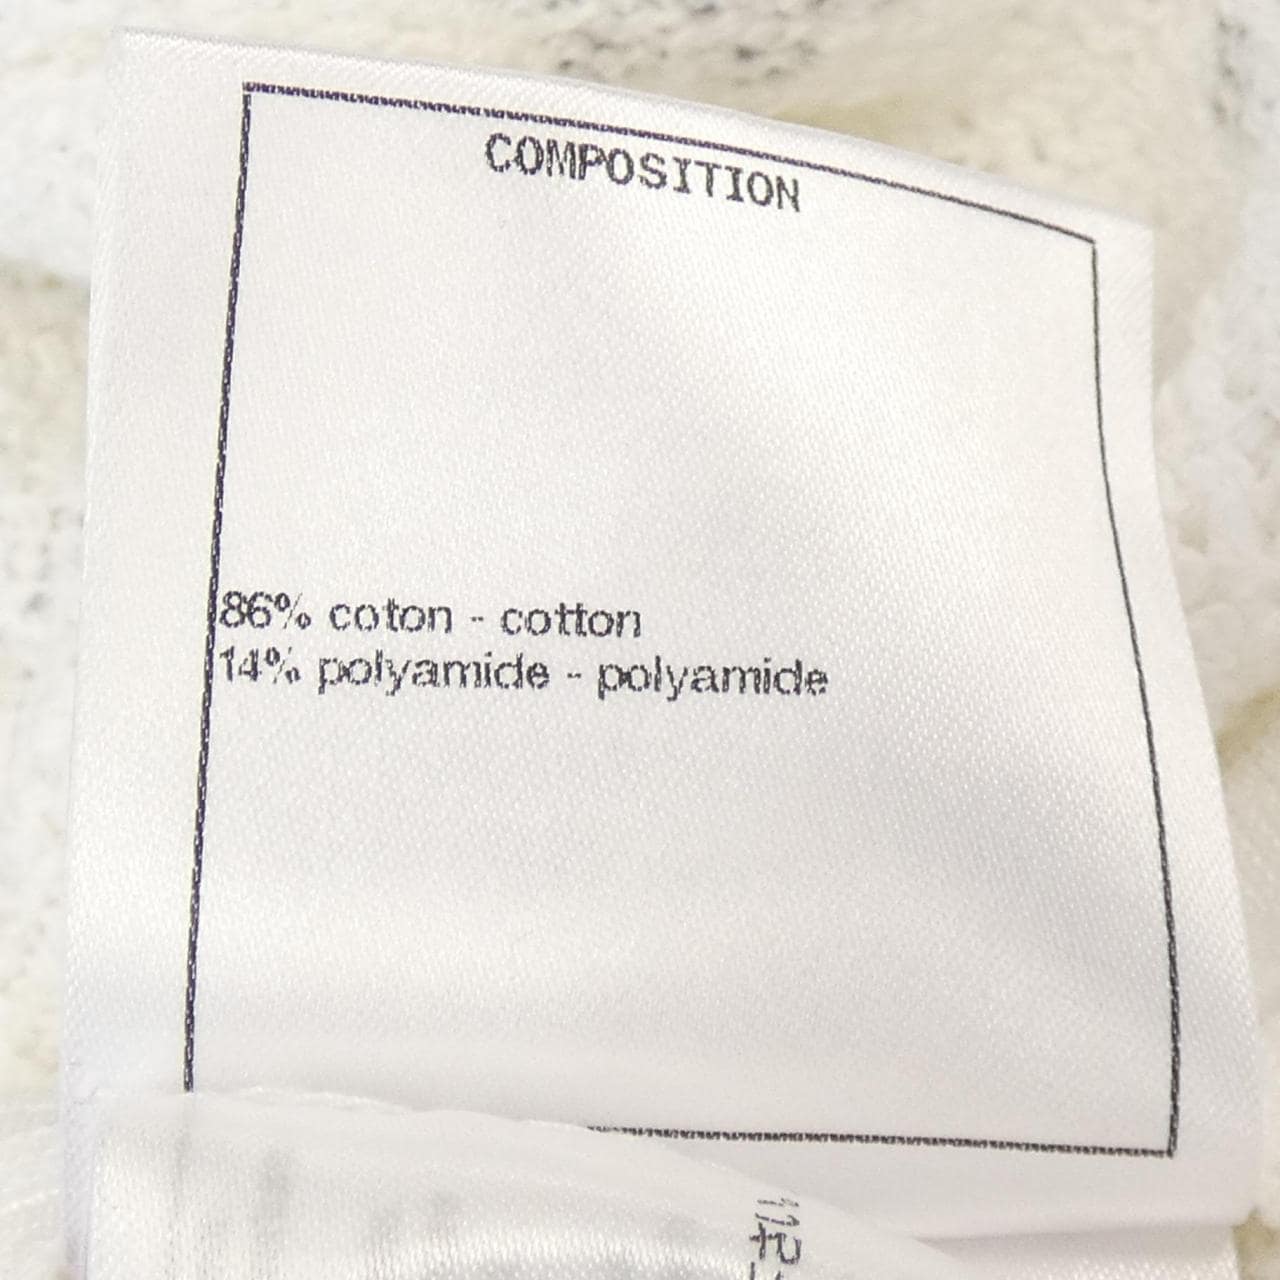 COMPOSITION
86% coton - cotton
14% polyamide - polyamide